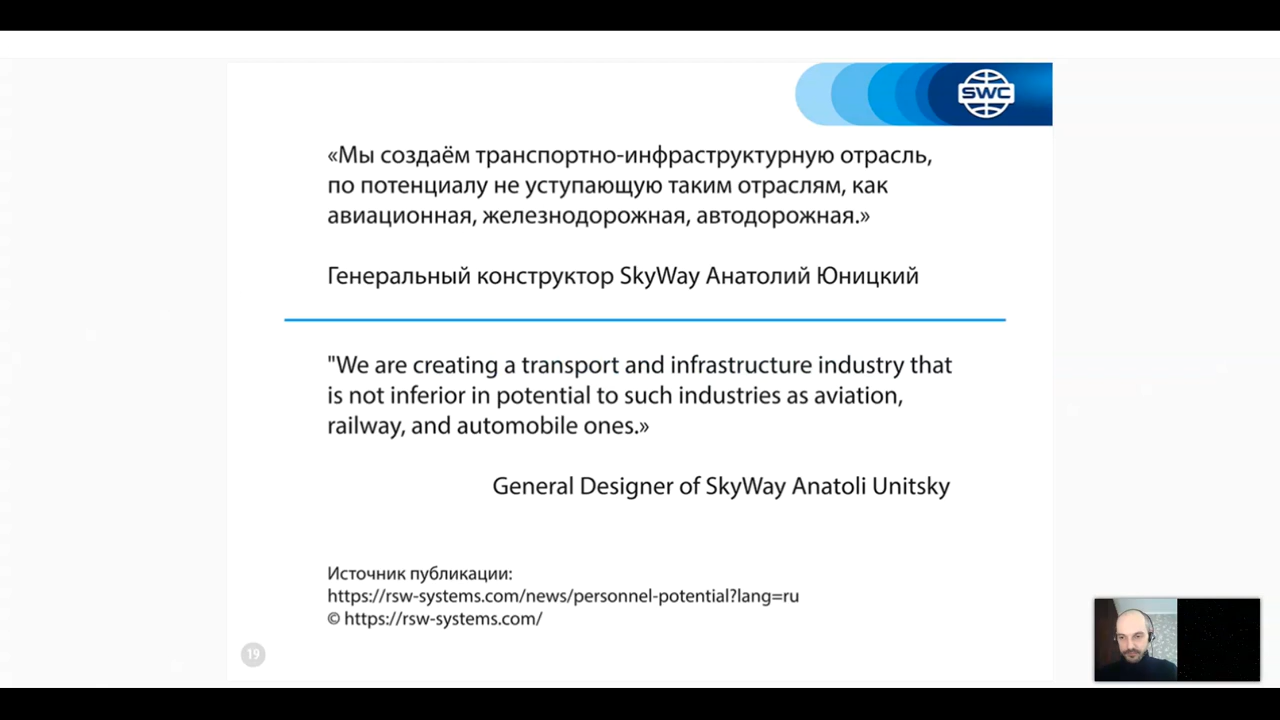 SWC
«Мы создаём транспортно-инфраструктурную отрасль,
по потенциалу не уступающую таким отраслям, как
авиационная, железнодорожная, автодорожная.»
Генеральный конструктор SkyWay Анатолий Юницкий
"We are creating a transport and infrastructure industry that
is not inferior in potential to such industries as aviation,
railway, and automobile ones.»
General Designer of SkyWay Anatoli Unitsky
Источник публикации:
https://rsw-systems.com/news/personnel-potential?lang=ru
© https://rsw-systems.com/
19